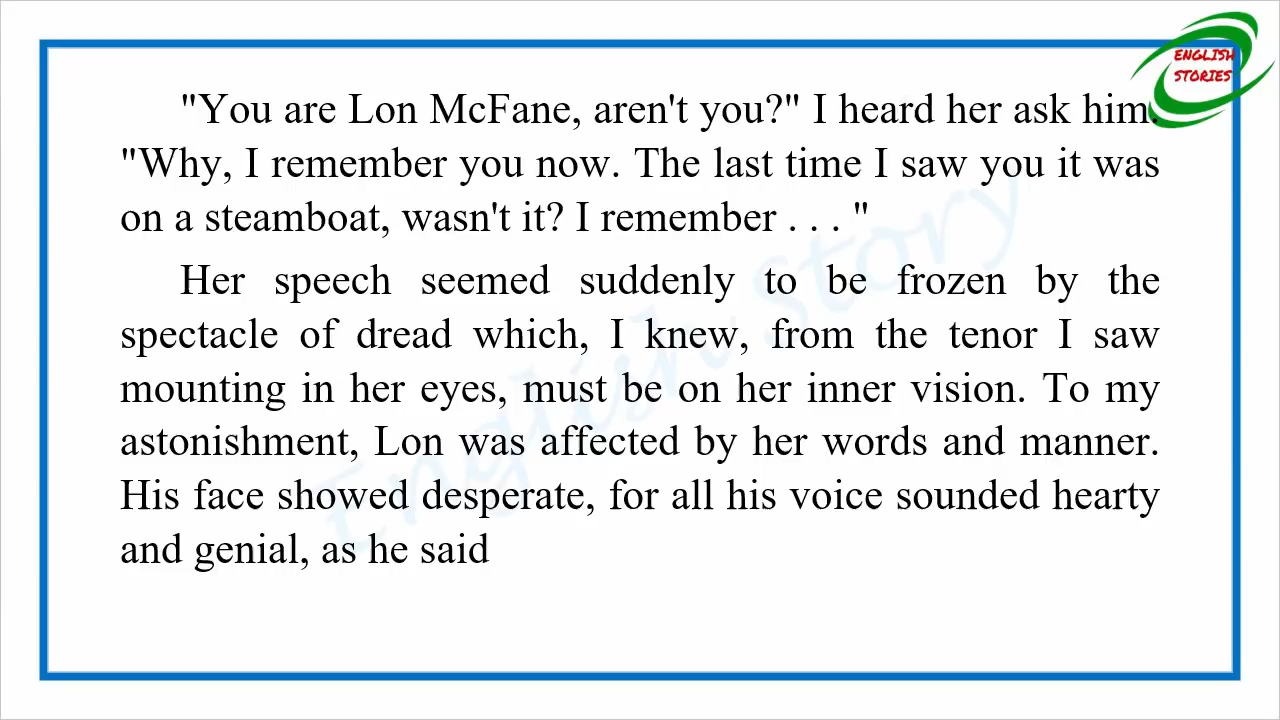 ENGLISH
STORIES
"You are Lon McFane, aren't you?" I heard her ask him.
"Why, I remember you now. The last time I saw you it was
on a steamboat, wasn't it? I remember . . . "
Her speech seemed suddenly to be frozen by the
spectacle of dread which, I knew, from the tenor I saw
mounting in her eyes, must be on her inner vision. To my
astonishment, Lon was affected by her words and manner.
His face showed desperate, for all his voice sounded hearty
and genial, as he said
English Story